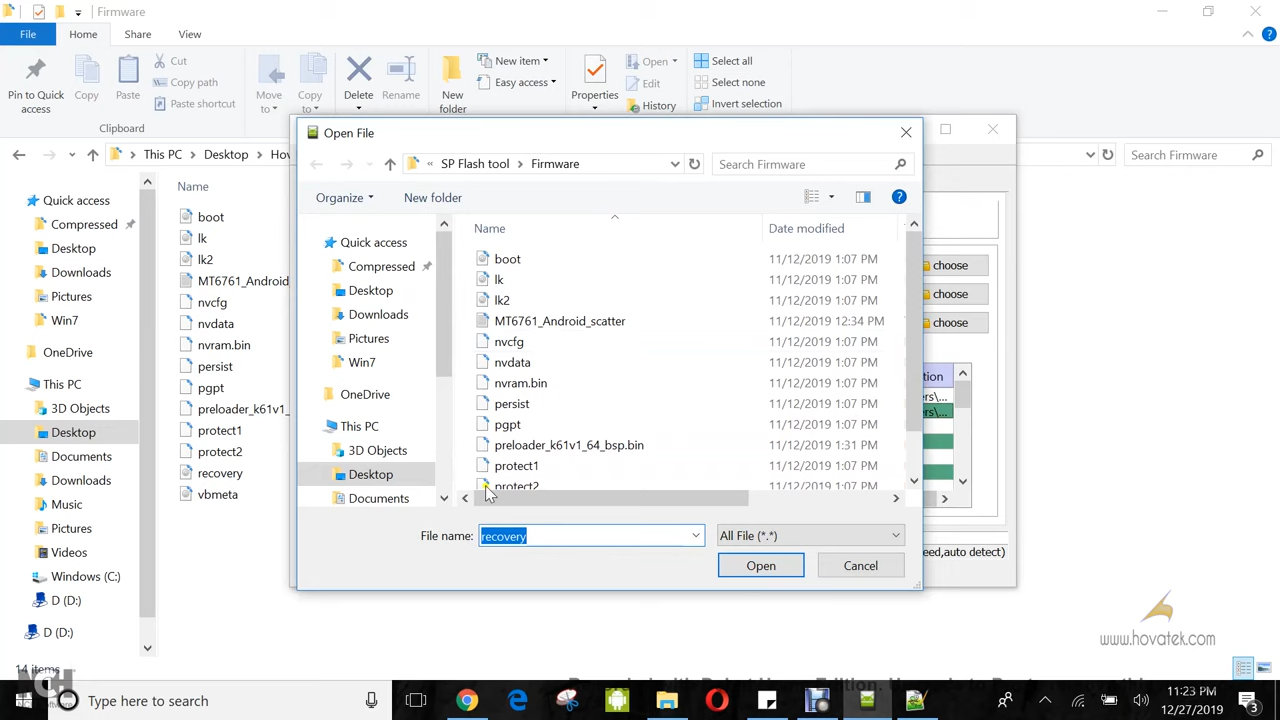 Firmware
File
Home
Share
View
Pin to Quick access
Copy
Paste
Cut
Copy path
Paste shortcut
Clipboard
Move to
Copy to
Delete
Rename
New folder
New item
Easy access
Properties
Open
Edit
History
Select all
Select none
Invert selection
This PC
Desktop
Search Firmware
Quick access
Compressed
Desktop
Downloads
Pictures
Win7
OneDrive
This PC
3D Objects
Desktop
Documents
Downloads
Music
Pictures
Videos
Windows (C:)
D (D:)
D (D:)
14 items
Name
boot
lk
lk2
MT6761_Android
nvcfg
nvdata
nvram.bin
persist
pgpt
preloader_k61v1_
protect1
protect2
recovery
vbmeta
Open File
« SP Flash tool › Firmware
Search Firmware
Organize
New folder
Quick access
Compressed
Desktop
Downloads
Pictures
Win7
OneDrive
This PC
3D Objects
Desktop
Documents
Name Date modified
boot 11/12/2019 1:07 PM
lk 11/12/2019 1:07 PM
lk2 11/12/2019 1:07 PM
MT6761_Android_scatter 11/12/2019 12:34 PM
nvcfg 11/12/2019 1:07 PM
nvdata 11/12/2019 1:07 PM
nvram.bin 11/12/2019 1:07 PM
persist 11/12/2019 1:07 PM
pgpt 11/12/2019 1:07 PM
preloader_k61v1_64_bsp.bin 11/12/2019 1:31 PM
protect1 11/12/2019 1:07 PM
protect2 11/12/2019 1:07 PM
File name: recovery
All File (*.*)
Open
Cancel
choose
choose
choose
tion
ers\...
ers\...
eed,auto detect)
www.hovatek.com
NCH
Type here to search
11:23 PM
12/27/2019
3